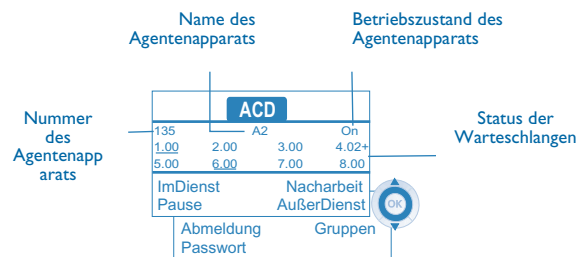 Name des
Agentenapparats
Betriebszustand des
Agentenapparats
Nummer
des
Agentenapp
arats
ACD
135 A2 On
1.00 2.00 3.00 4.02+
5.00 6.00 7.00 8.00
Status der
Warteschlangen
ImDienst Nacharbeit
Pause AußerDienst
OK
Abmeldung Gruppen
Passwort